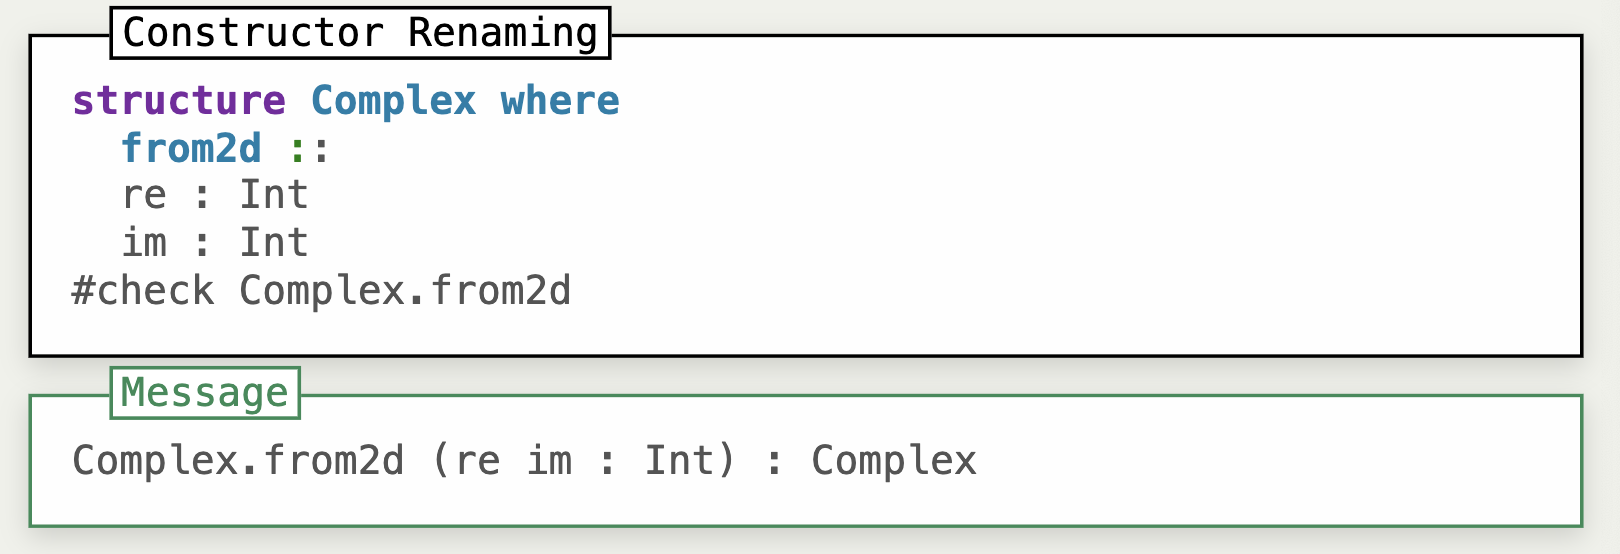 Constructor Renaming
structure Complex where
  from2d ::
  re : Int
  im : Int
#check Complex.from2d
Message
Complex.from2d (re im : Int) : Complex